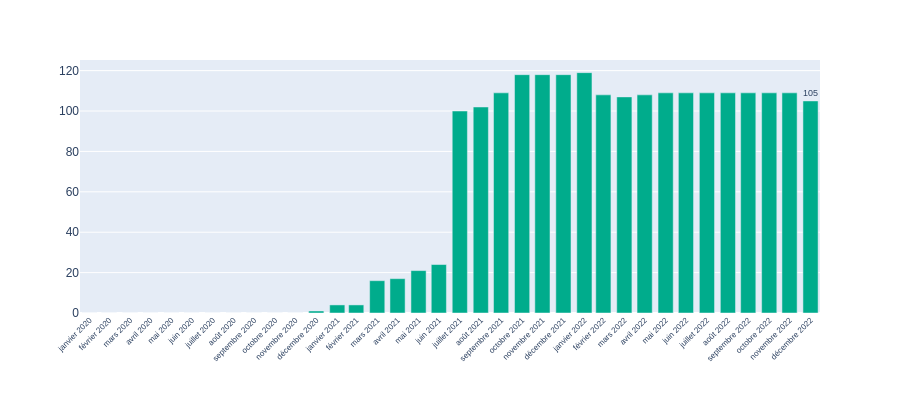 120
100
80
60
40
20
0
105
janvier 2020
février 2020
mars 2020
avril 2020
mai 2020
juin 2020
juillet 2020
août 2020
septembre 2020
octobre 2020
novembre 2020
décembre 2020
janvier 2021
février 2021
mars 2021
avril 2021
mai 2021
juin 2021
juillet 2021
août 2021
septembre 2021
octobre 2021
novembre 2021
décembre 2021
janvier 2022
février 2022
mars 2022
avril 2022
mai 2022
juin 2022
juillet 2022
août 2022
septembre 2022
octobre 2022
novembre 2022
décembre 2022